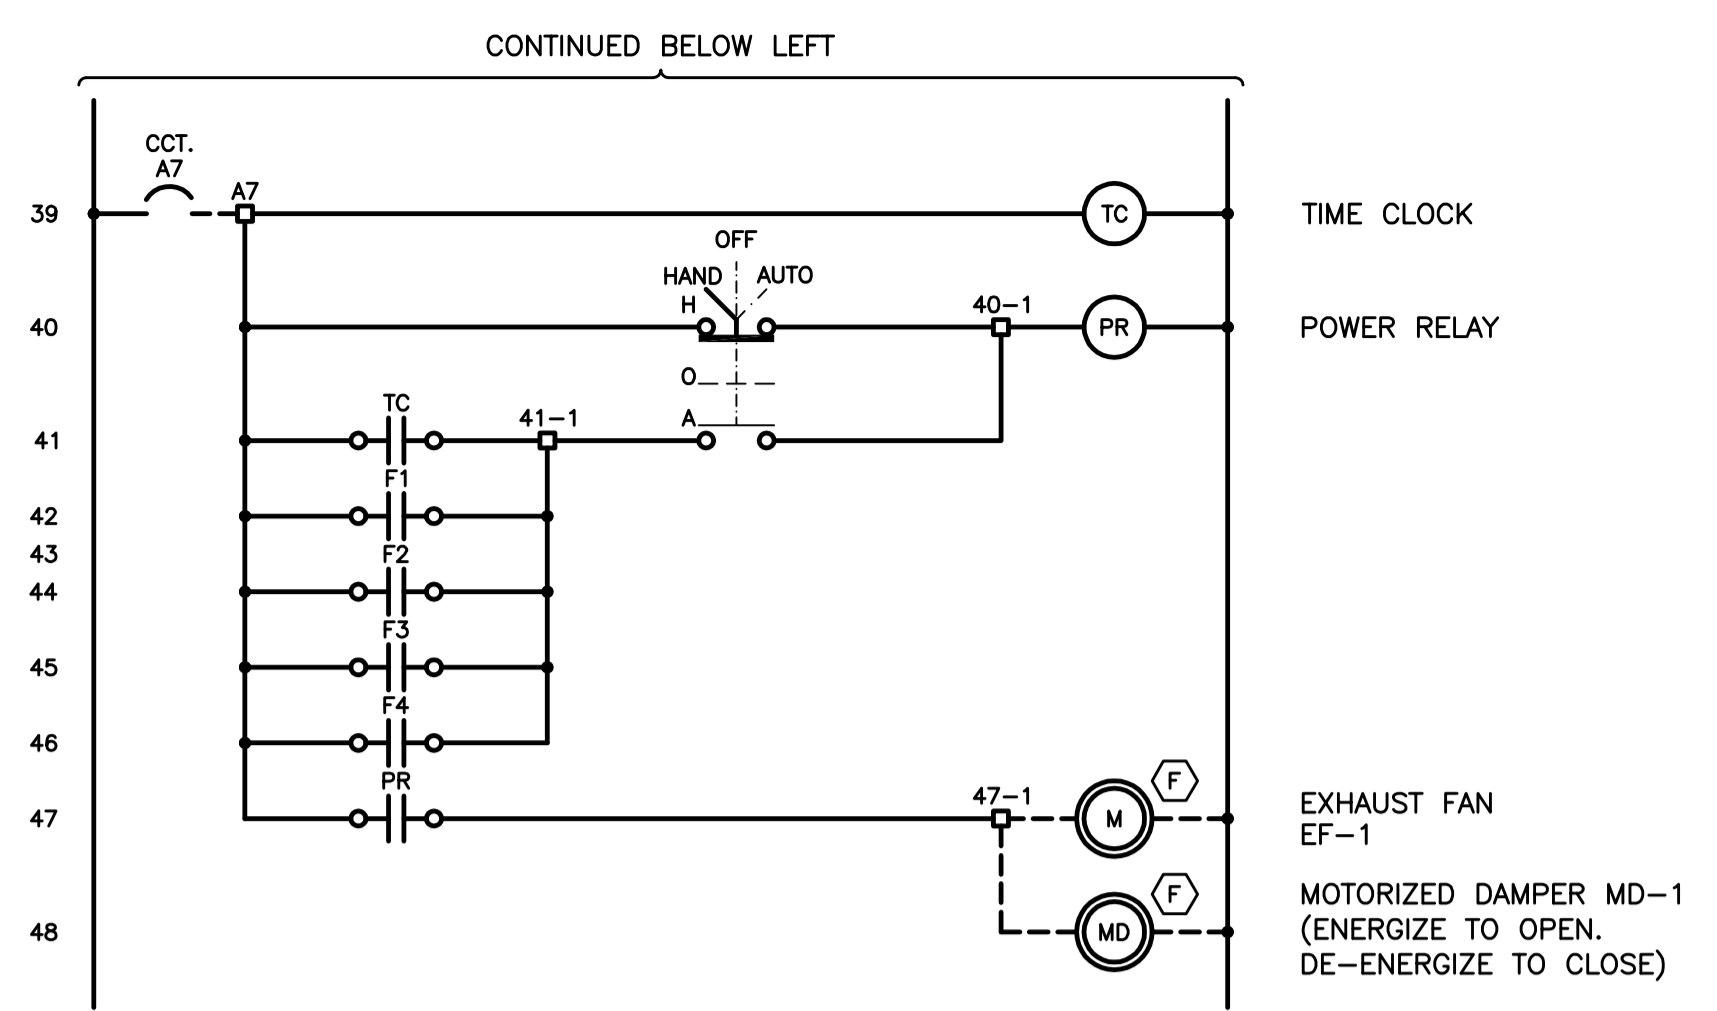 CONTINUED BELOW LEFT
CCT.
A7
A7
39
TC
TIME CLOCK
OFF
HAND
AUTO
H
40-1
40
PR
POWER RELAY
O
TC
A
41-1
41
F1
42
43
F2
44
F3
45
F4
46
PR
47-1
F
47
M
EXHAUST FAN
EF-1
F
48
MD
MOTORIZED DAMPER MD-1
(ENERGIZE TO OPEN.
DE-ENERGIZE TO CLOSE)